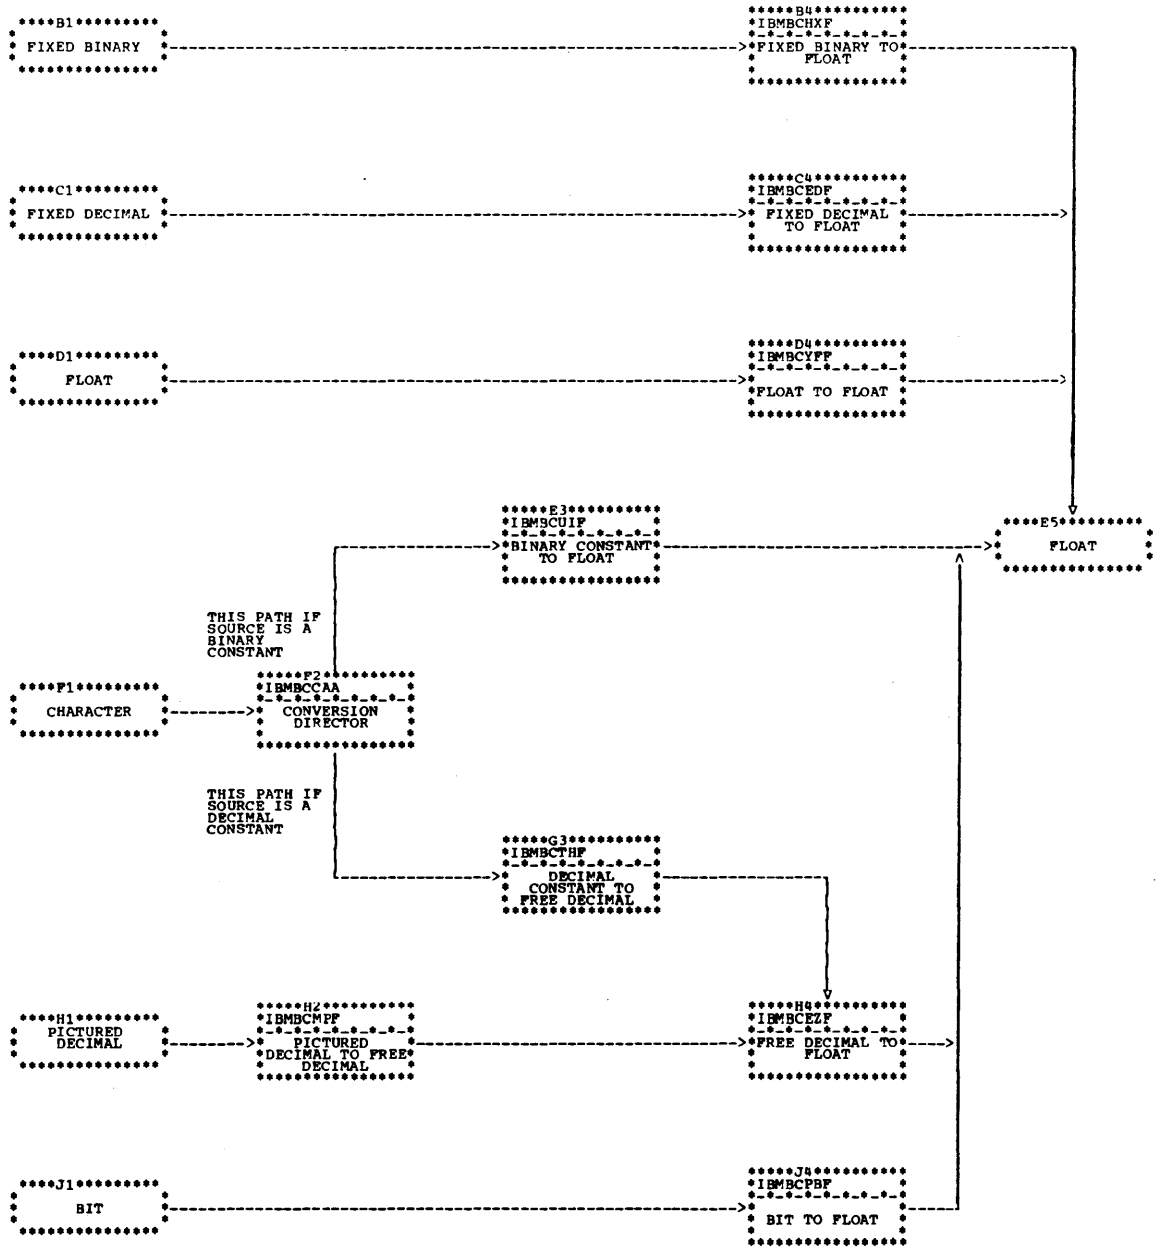 B1
FIXED BINARY
B4
IBMBCHXF
FIXED BINARY TO
FLOAT
C1
FIXED DECIMAL
C4
IBMBCEDF
FIXED DECIMAL
TO FLOAT
D1
FLOAT
D4
IBMBCYFF
FLOAT TO FLOAT
E3
IBMBCUIF
BINARY CONSTANT
TO FLOAT
E5
FLOAT
THIS PATH IF
SOURCE IS A
BINARY
CONSTANT
F1
CHARACTER
F2
IBMBCCAA
CONVERSION
DIRECTOR
THIS PATH IF
SOURCE IS A
DECIMAL
CONSTANT
G3
IBMBCTHF
DECIMAL
CONSTANT TO
FREE DECIMAL
H1
PICTURED
DECIMAL
H2
IBMBCMPF
PICTURED
DECIMAL TO FREE
DECIMAL
H4
IBMBCEZF
FREE DECIMAL TO
FLOAT
J1
BIT
J4
IBMBCPBF
BIT TO FLOAT